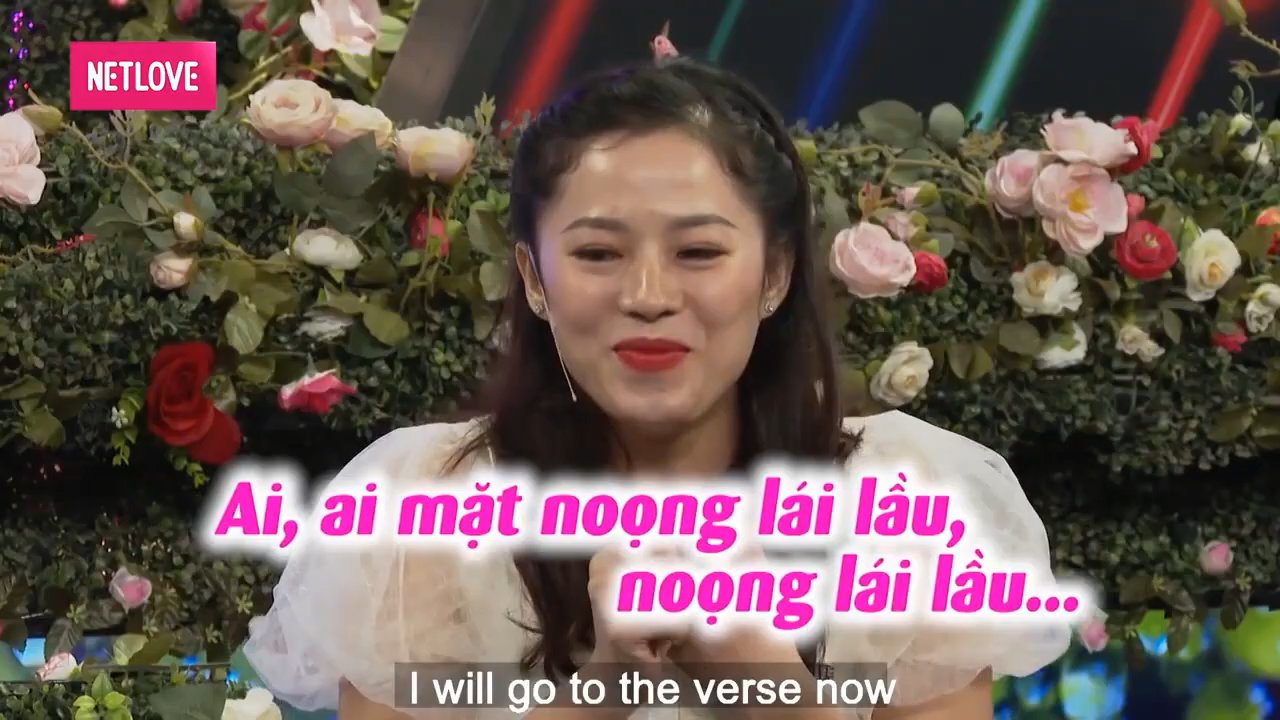 NETLOVE
Ai, ai mặt noọng lái lầu,
noọng lái lầu...
I will go to the verse now